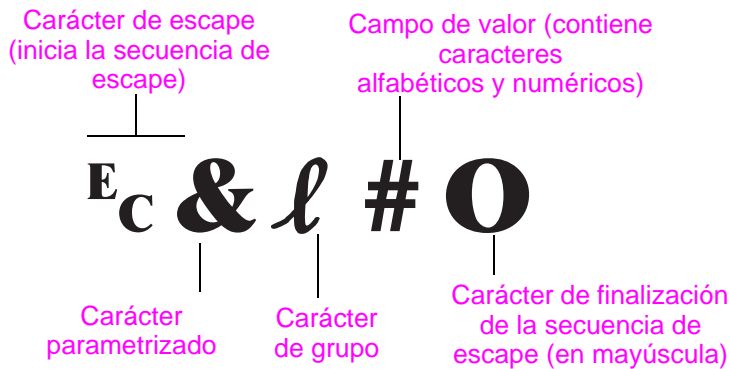 Carácter de escape
(inicia la secuencia de
escape)
Campo de valor (contiene
caracteres
alfabéticos y numéricos)
EC & ℓ # O
Carácter
parametrizado
Carácter
de grupo
Carácter de finalización
de la secuencia de
escape (en mayúscula)